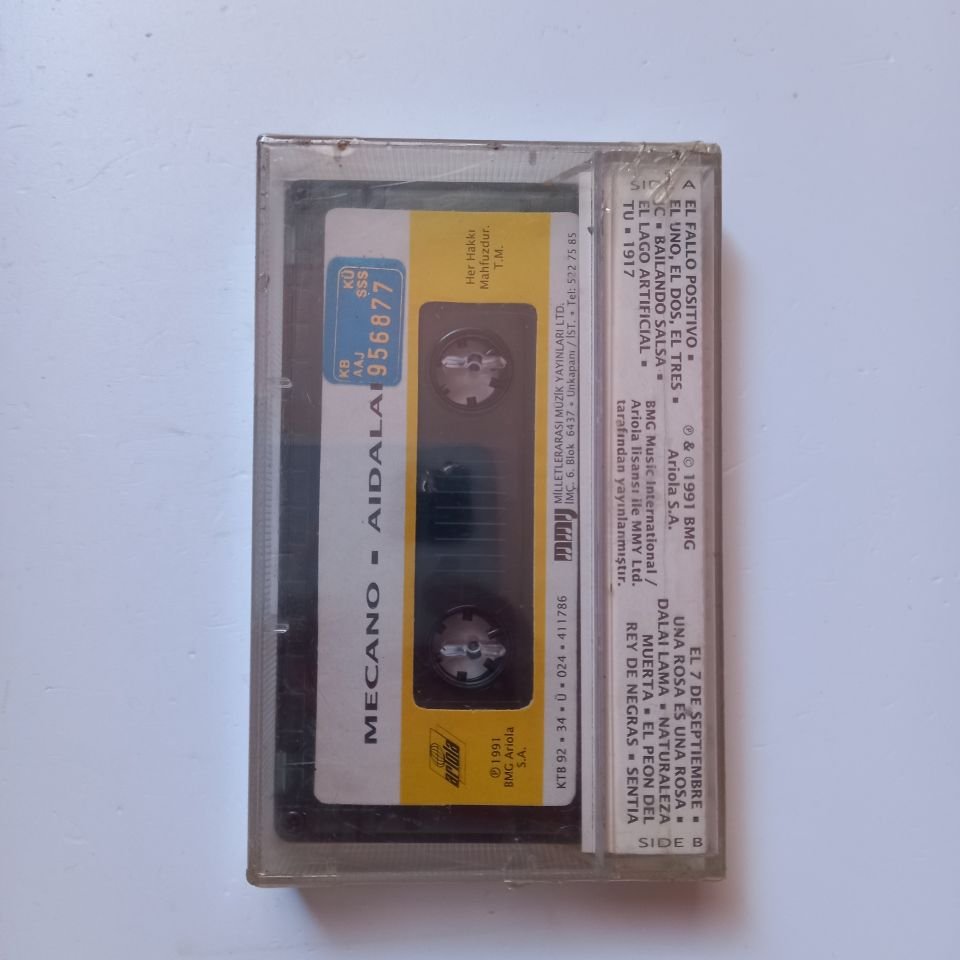 MECANO ▪ AIDALAI
KÜ
SSS
956877
KB
AAJ
Her Hakkı
Mahfuzdur.
T.M.
ariola
℗ 1991
BMG Ariola
S.A.
MİLLETLERARASI MÜZİK YAYINLARI LTD.
İMÇ. 6. Blok 6437 ▪ Unkapanı / İST. ▪ Tel: 522 75 85
KTB 92 ▪ 34 ▪ Ü ▪ 024 ▪ 411786
SIDE A
EL FALLO POSITIVO ▪
EL UNO, EL DOS, EL TRES ▪
▪ BAILANDO SALSA ▪
EL LAGO ARTIFICIAL ▪
TU ▪ 1917
℗ & © 1991 BMG
Ariola S.A.
BMG Music International /
Ariola lisansı ile MMY Ltd.
tarafından yayınlanmıştır.
EL 7 DE SEPTIEMBRE ▪
UNA ROSA ES UNA ROSA ▪
DALAI LAMA ▪ NATURALEZA
MUERTA ▪ EL PEON DEL
REY DE NEGRAS ▪ SENTIA
SIDE B